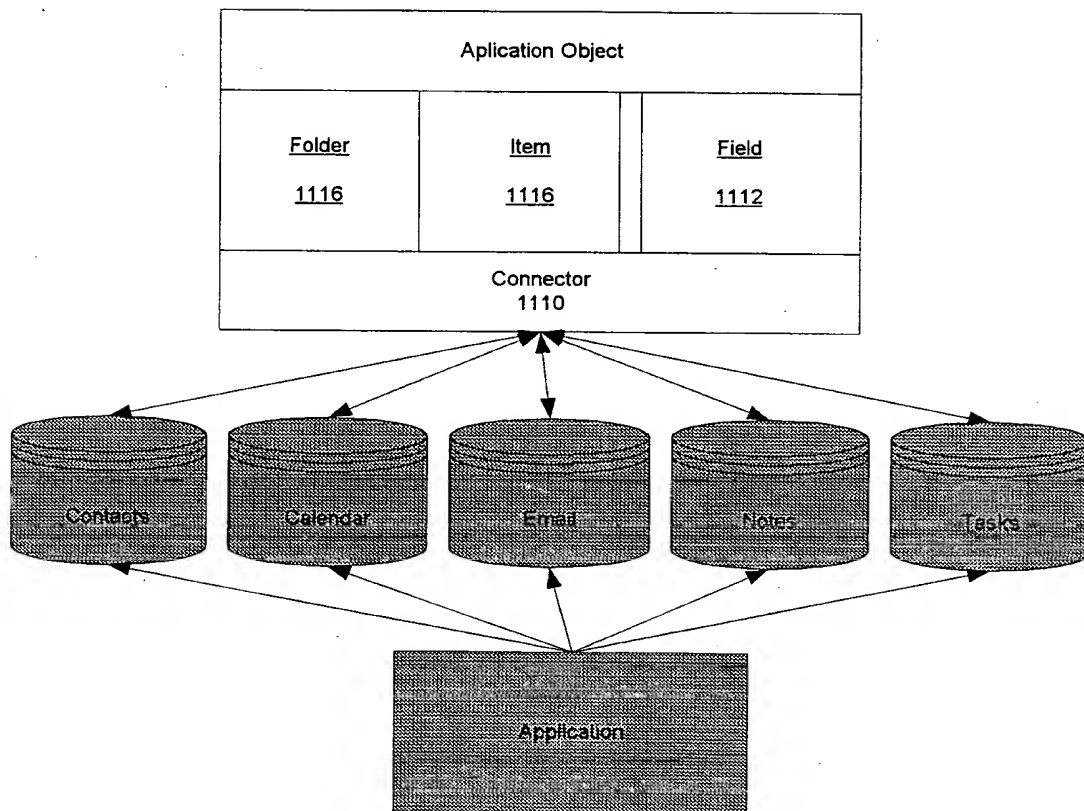 Aplication Object
Folder
1116
Item
1116
Field
1112
Connector
1110
Contacts
Calendar
Email
Notes
Tasks
Application